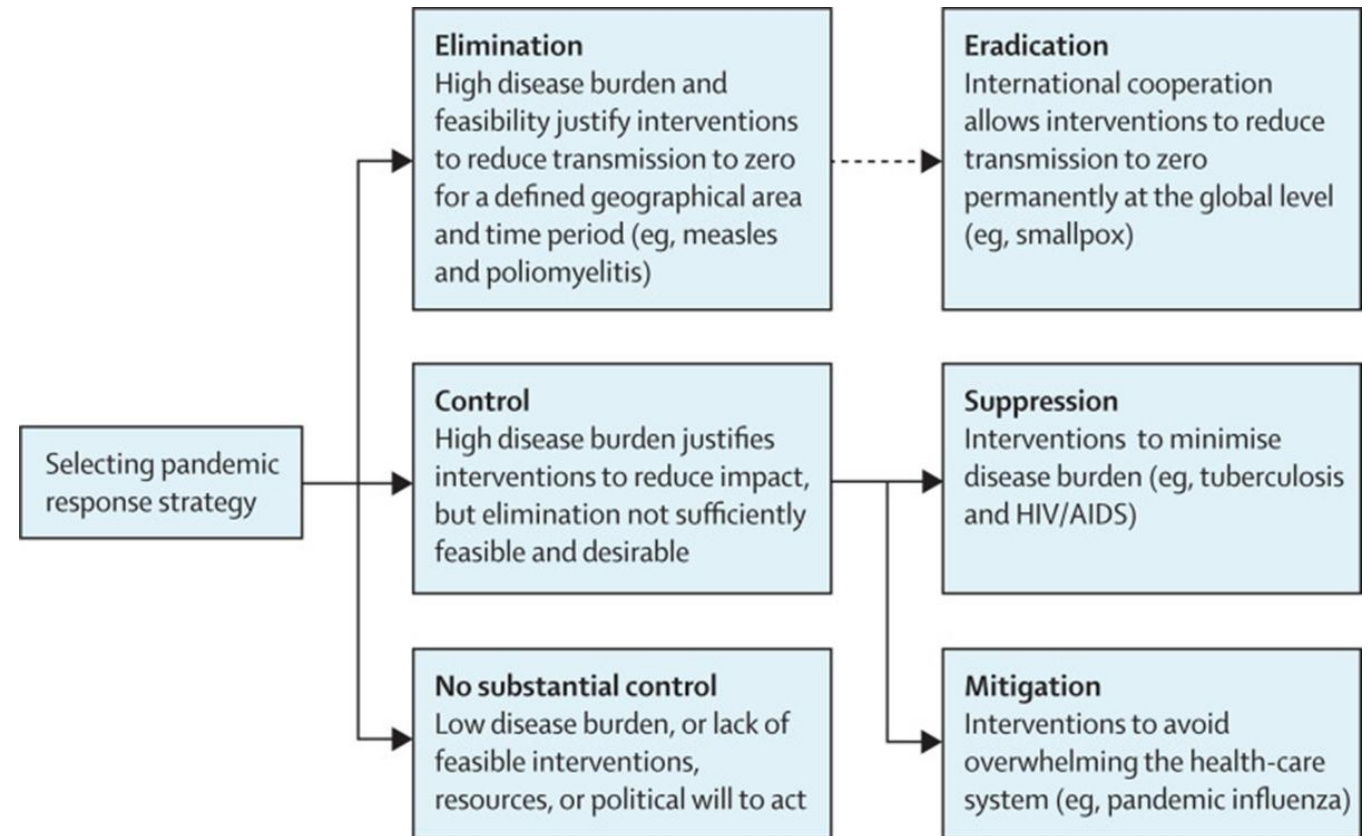 Selecting pandemic
response strategy
Elimination
High disease burden and
feasibility justify interventions
to reduce transmission to zero
for a defined geographical area
and time period (eg, measles
and poliomyelitis)
Eradication
International cooperation
allows interventions to reduce
transmission to zero
permanently at the global level
(eg, smallpox)
Control
High disease burden justifies
interventions to reduce impact,
but elimination not sufficiently
feasible and desirable
Suppression
Interventions to minimise
disease burden (eg, tuberculosis
and HIV/AIDS)
No substantial control
Low disease burden, or lack of
feasible interventions,
resources, or political will to act
Mitigation
Interventions to avoid
overwhelming the health-care
system (eg, pandemic influenza)